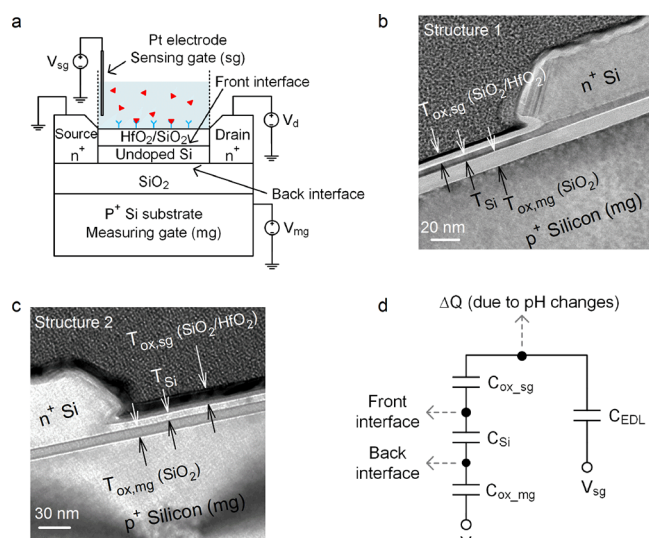 a
Pt electrode
Sensing gate (sg)
V_sg
Front interface
Source
n⁺
HfO₂/SiO₂
Undoped Si
Drain
n⁺
V_d
SiO₂
Back interface
P⁺ Si substrate
Measuring gate (mg)
V_mg
b
Structure 1
n⁺ Si
T_ox,sg (SiO₂/HfO₂)
T_Si
T_ox,mg (SiO₂)
p⁺ Silicon (mg)
20 nm
c
Structure 2
T_ox,sg (SiO₂/HfO₂)
T_Si
n⁺ Si
T_ox,mg (SiO₂)
p⁺ Silicon (mg)
30 nm
d
ΔQ (due to pH changes)
C_ox_sg
Front
interface
C_Si
C_EDL
Back
interface
C_ox_mg
V_sg